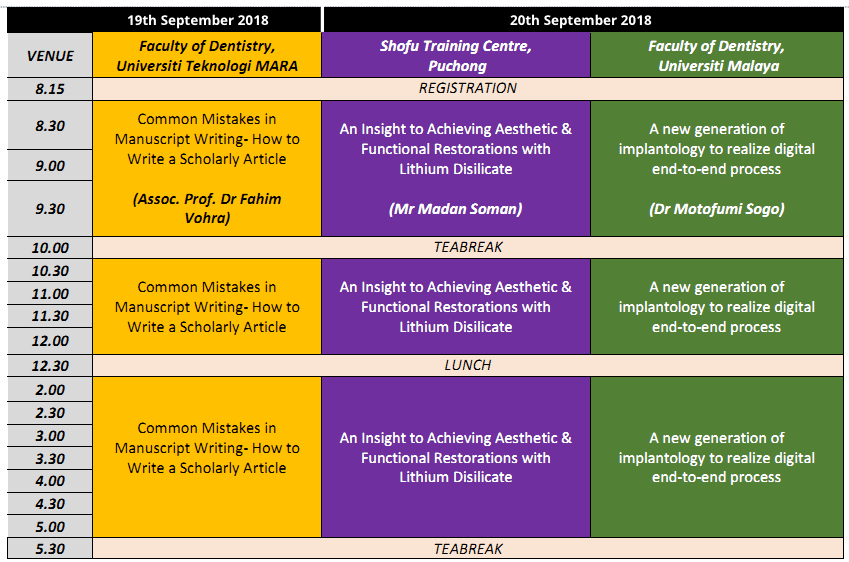 19th September 2018
20th September 2018
VENUE
Faculty of Dentistry,
Universiti Teknologi MARA
Shofu Training Centre,
Puchong
Faculty of Dentistry,
Universiti Malaya
8.15
REGISTRATION
8.30
9.00
9.30
Common Mistakes in
Manuscript Writing- How to
Write a Scholarly Article
(Assoc. Prof. Dr Fahim
Vohra)
An Insight to Achieving Aesthetic &
Functional Restorations with
Lithium Disilicate
(Mr Madan Soman)
A new generation of
implantology to realize digital
end-to-end process
(Dr Motofumi Sogo)
10.00
TEABREAK
10.30
11.00
11.30
12.00
Common Mistakes in
Manuscript Writing- How to
Write a Scholarly Article
An Insight to Achieving Aesthetic &
Functional Restorations with
Lithium Disilicate
A new generation of
implantology to realize digital
end-to-end process
12.30
LUNCH
2.00
2.30
3.00
3.30
4.00
4.30
5.00
Common Mistakes in
Manuscript Writing- How to
Write a Scholarly Article
An Insight to Achieving Aesthetic &
Functional Restorations with
Lithium Disilicate
A new generation of
implantology to realize digital
end-to-end process
5.30
TEABREAK